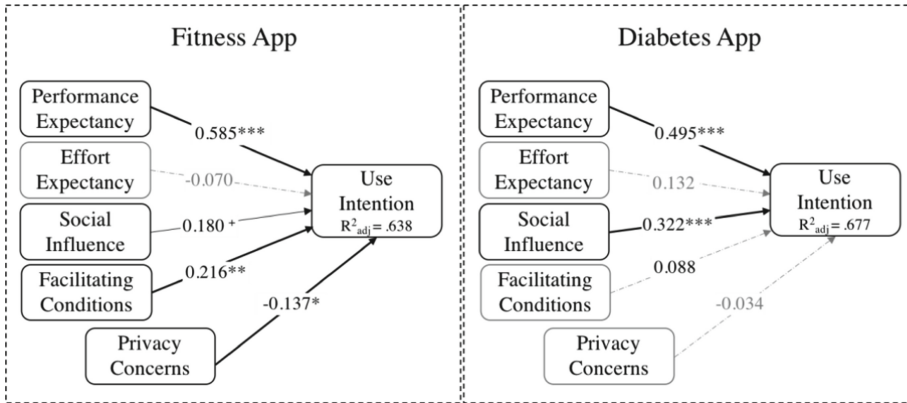 Fitness App
Performance
Expectancy
0.585***
Effort
Expectancy
-0.070
Social
Influence
0.180 +
Facilitating
Conditions
0.216**
Privacy
Concerns
-0.137*
Use
Intention
R²adj = .638
Diabetes App
Performance
Expectancy
0.495***
Effort
Expectancy
0.132
Social
Influence
0.322***
Facilitating
Conditions
0.088
Privacy
Concerns
-0.034
Use
Intention
R²adj = .677